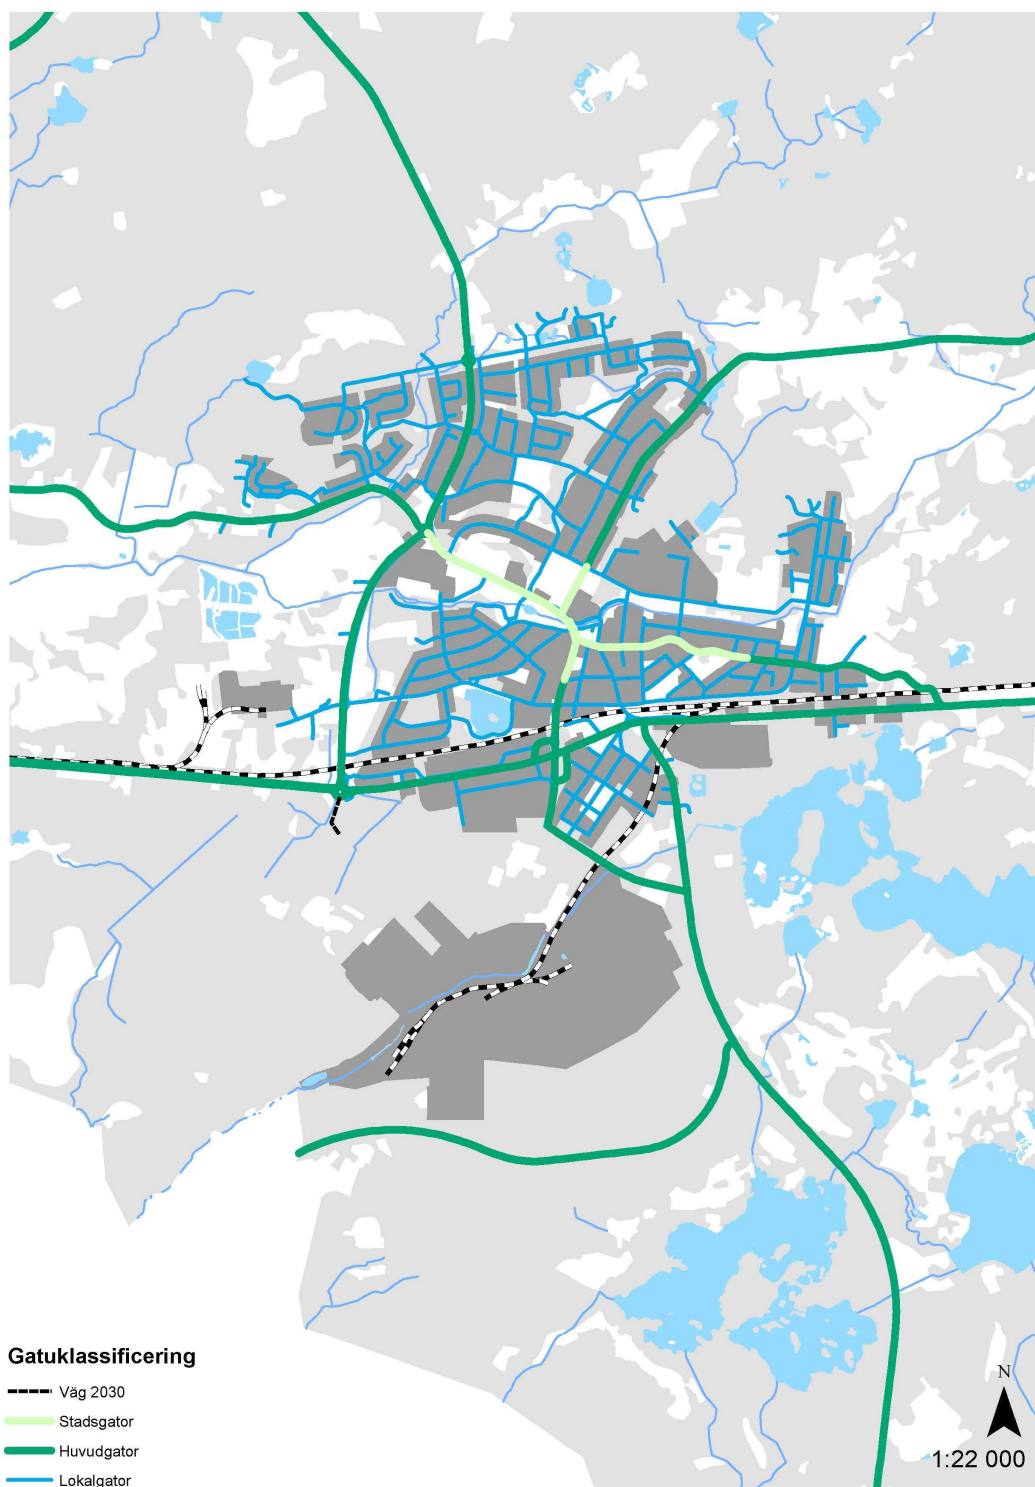 Gatuklassificering
Väg 2030
Stadsgator
Huvudgator
Lokalgator
N
1:22 000